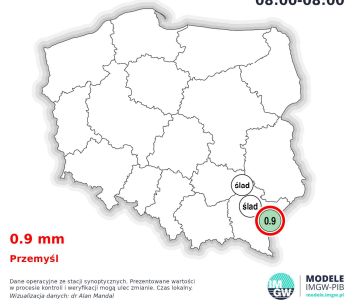 08:00-08:00
ślad
ślad
0.9
0.9 mm
Przemyśl
Dane operacyjne ze stacji synoptycznych. Prezentowane wartości
w procesie kontroli i weryfikacji mogą ulec zmianie. Czas lokalny.
Wizualizacja danych: dr Alan Mandal
IM
GW
MODELE
IMGW-PIB
modele.imgw.pl